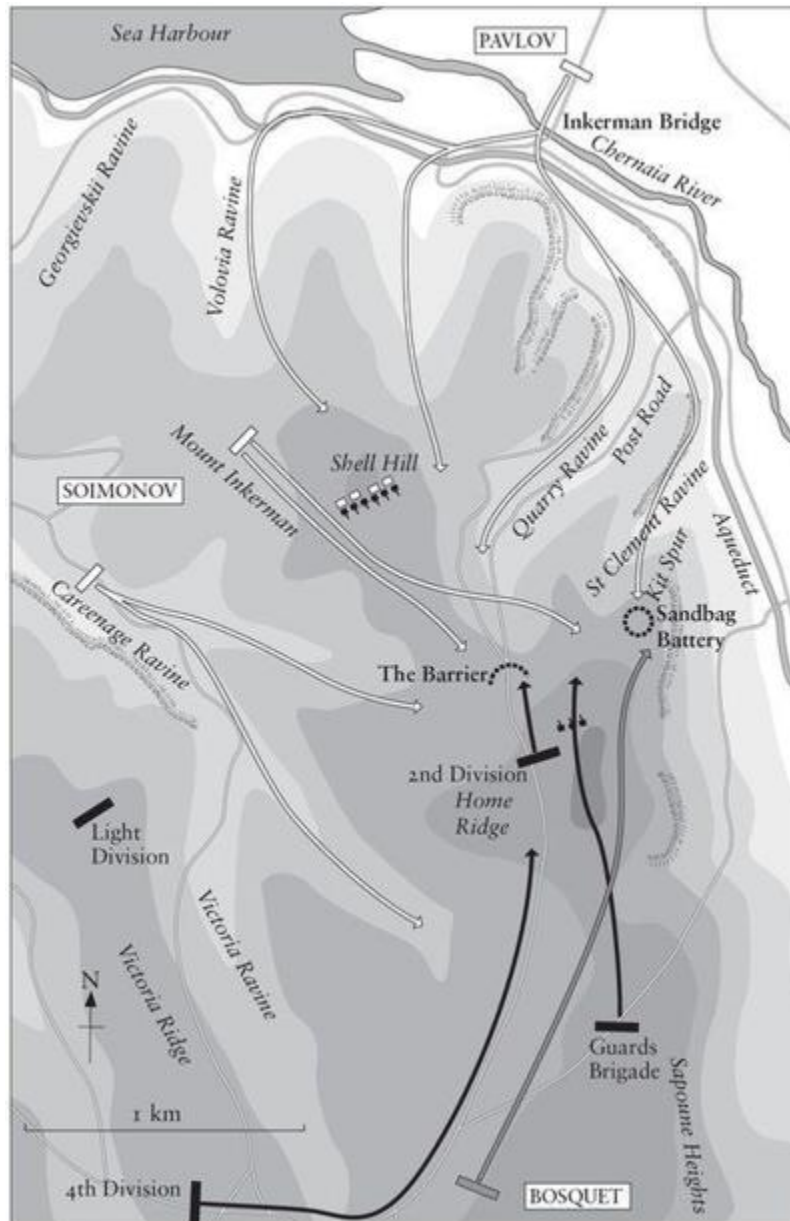 Sea Harbour
PAVLOV
Inkerman Bridge
Chernaia River
Georgievskii Ravine
Volovia Ravine
Mount Inkerman
Shell Hill
Quarry Ravine
Post Road
St Clement Ravine
Kit Spur
Aqueduct
SOIMONOV
Careenage Ravine
Sandbag
Battery
The Barrier
2nd Division
Home
Ridge
Light
Division
Victoria Ravine
Victoria Ridge
N
Guards
Brigade
Sapoune Heights
1 km
4th Division
BOSQUET